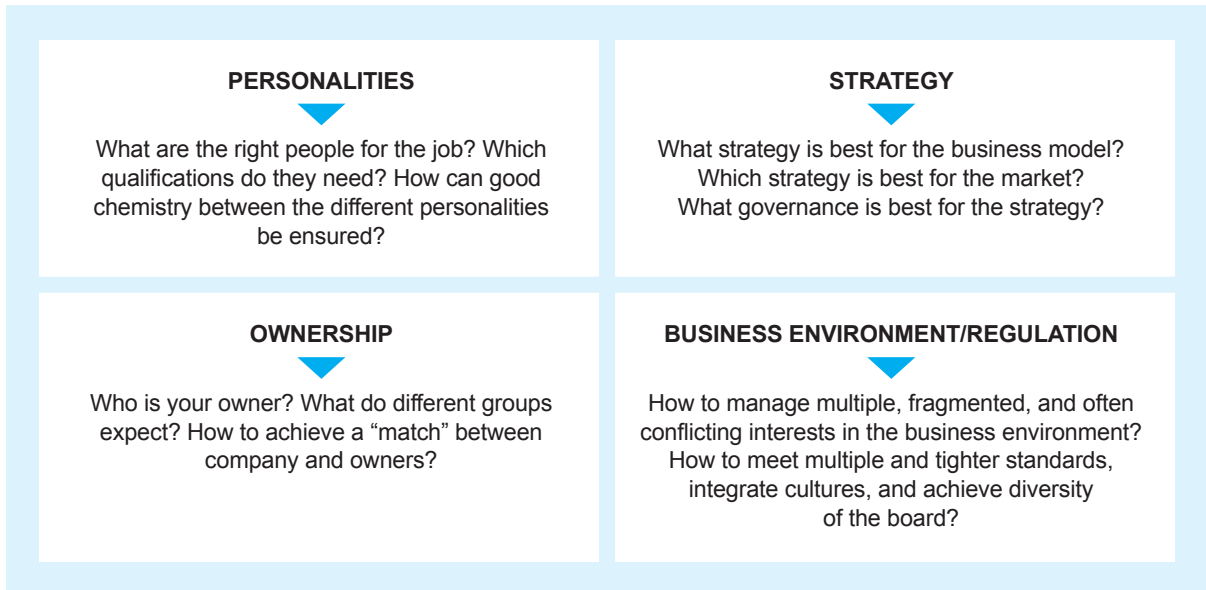 PERSONALITIES
What are the right people for the job? Which
qualifications do they need? How can good
chemistry between the different personalities
be ensured?
STRATEGY
What strategy is best for the business model?
Which strategy is best for the market?
What governance is best for the strategy?
OWNERSHIP
Who is your owner? What do different groups
expect? How to achieve a “match” between
company and owners?
BUSINESS ENVIRONMENT/REGULATION
How to manage multiple, fragmented, and often
conflicting interests in the business environment?
How to meet multiple and tighter standards,
integrate cultures, and achieve diversity
of the board?